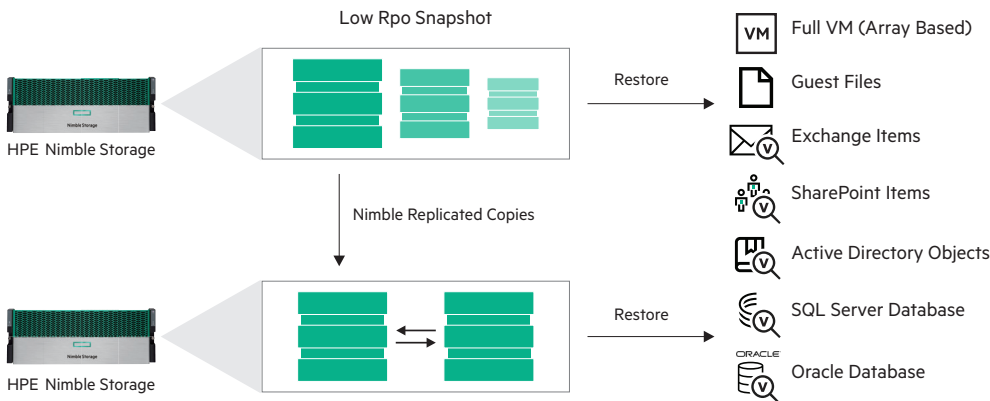 Low Rpo Snapshot
Nimble Storage
HPE Nimble Storage
Restore
Nimble Replicated Copies
Nimble Storage
HPE Nimble Storage
Restore
VM
Full VM (Array Based)
Guest Files
V
Exchange Items
V
SharePoint Items
V
Active Directory Objects
V
SQL Server Database
ORACLE
V
Oracle Database